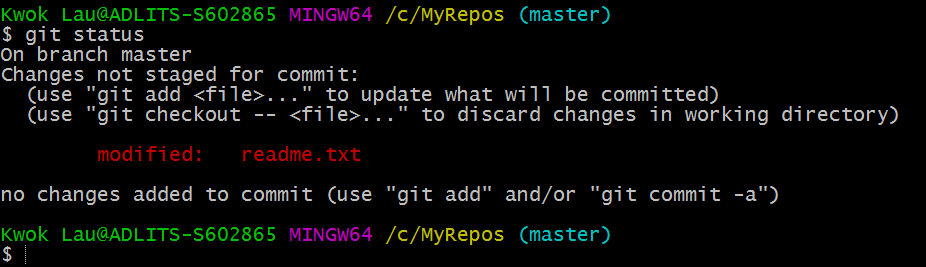 Kwok Lau@ADLITS-S602865 MINGW64 /c/MyRepos (master)
$ git status
On branch master
Changes not staged for commit:
  (use "git add <file>..." to update what will be committed)
  (use "git checkout -- <file>..." to discard changes in working directory)

        modified:   readme.txt

no changes added to commit (use "git add" and/or "git commit -a")

Kwok Lau@ADLITS-S602865 MINGW64 /c/MyRepos (master)
$